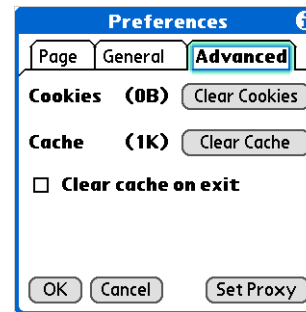 Preferences
Page General Advanced
Cookies (0B) Clear Cookies
Cache (1K) Clear Cache
Clear cache on exit
OK Cancel Set Proxy